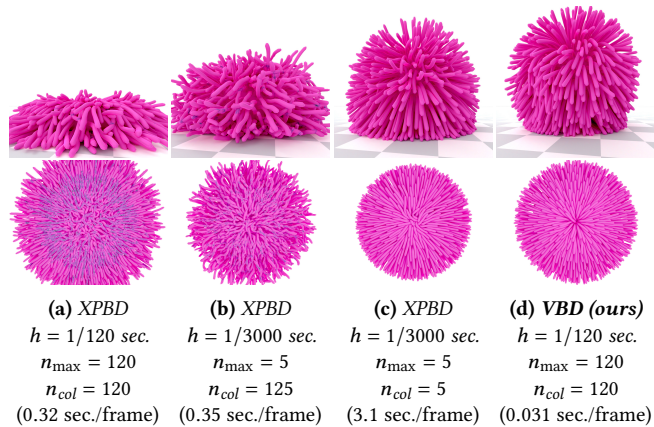 (a) XPBD
h = 1/120 sec.
n_max = 120
n_col = 120
(0.32 sec./frame)
(b) XPBD
h = 1/3000 sec.
n_max = 5
n_col = 125
(0.35 sec./frame)
(c) XPBD
h = 1/3000 sec.
n_max = 5
n_col = 5
(3.1 sec./frame)
(d) VBD (ours)
h = 1/120 sec.
n_max = 120
n_col = 120
(0.031 sec./frame)